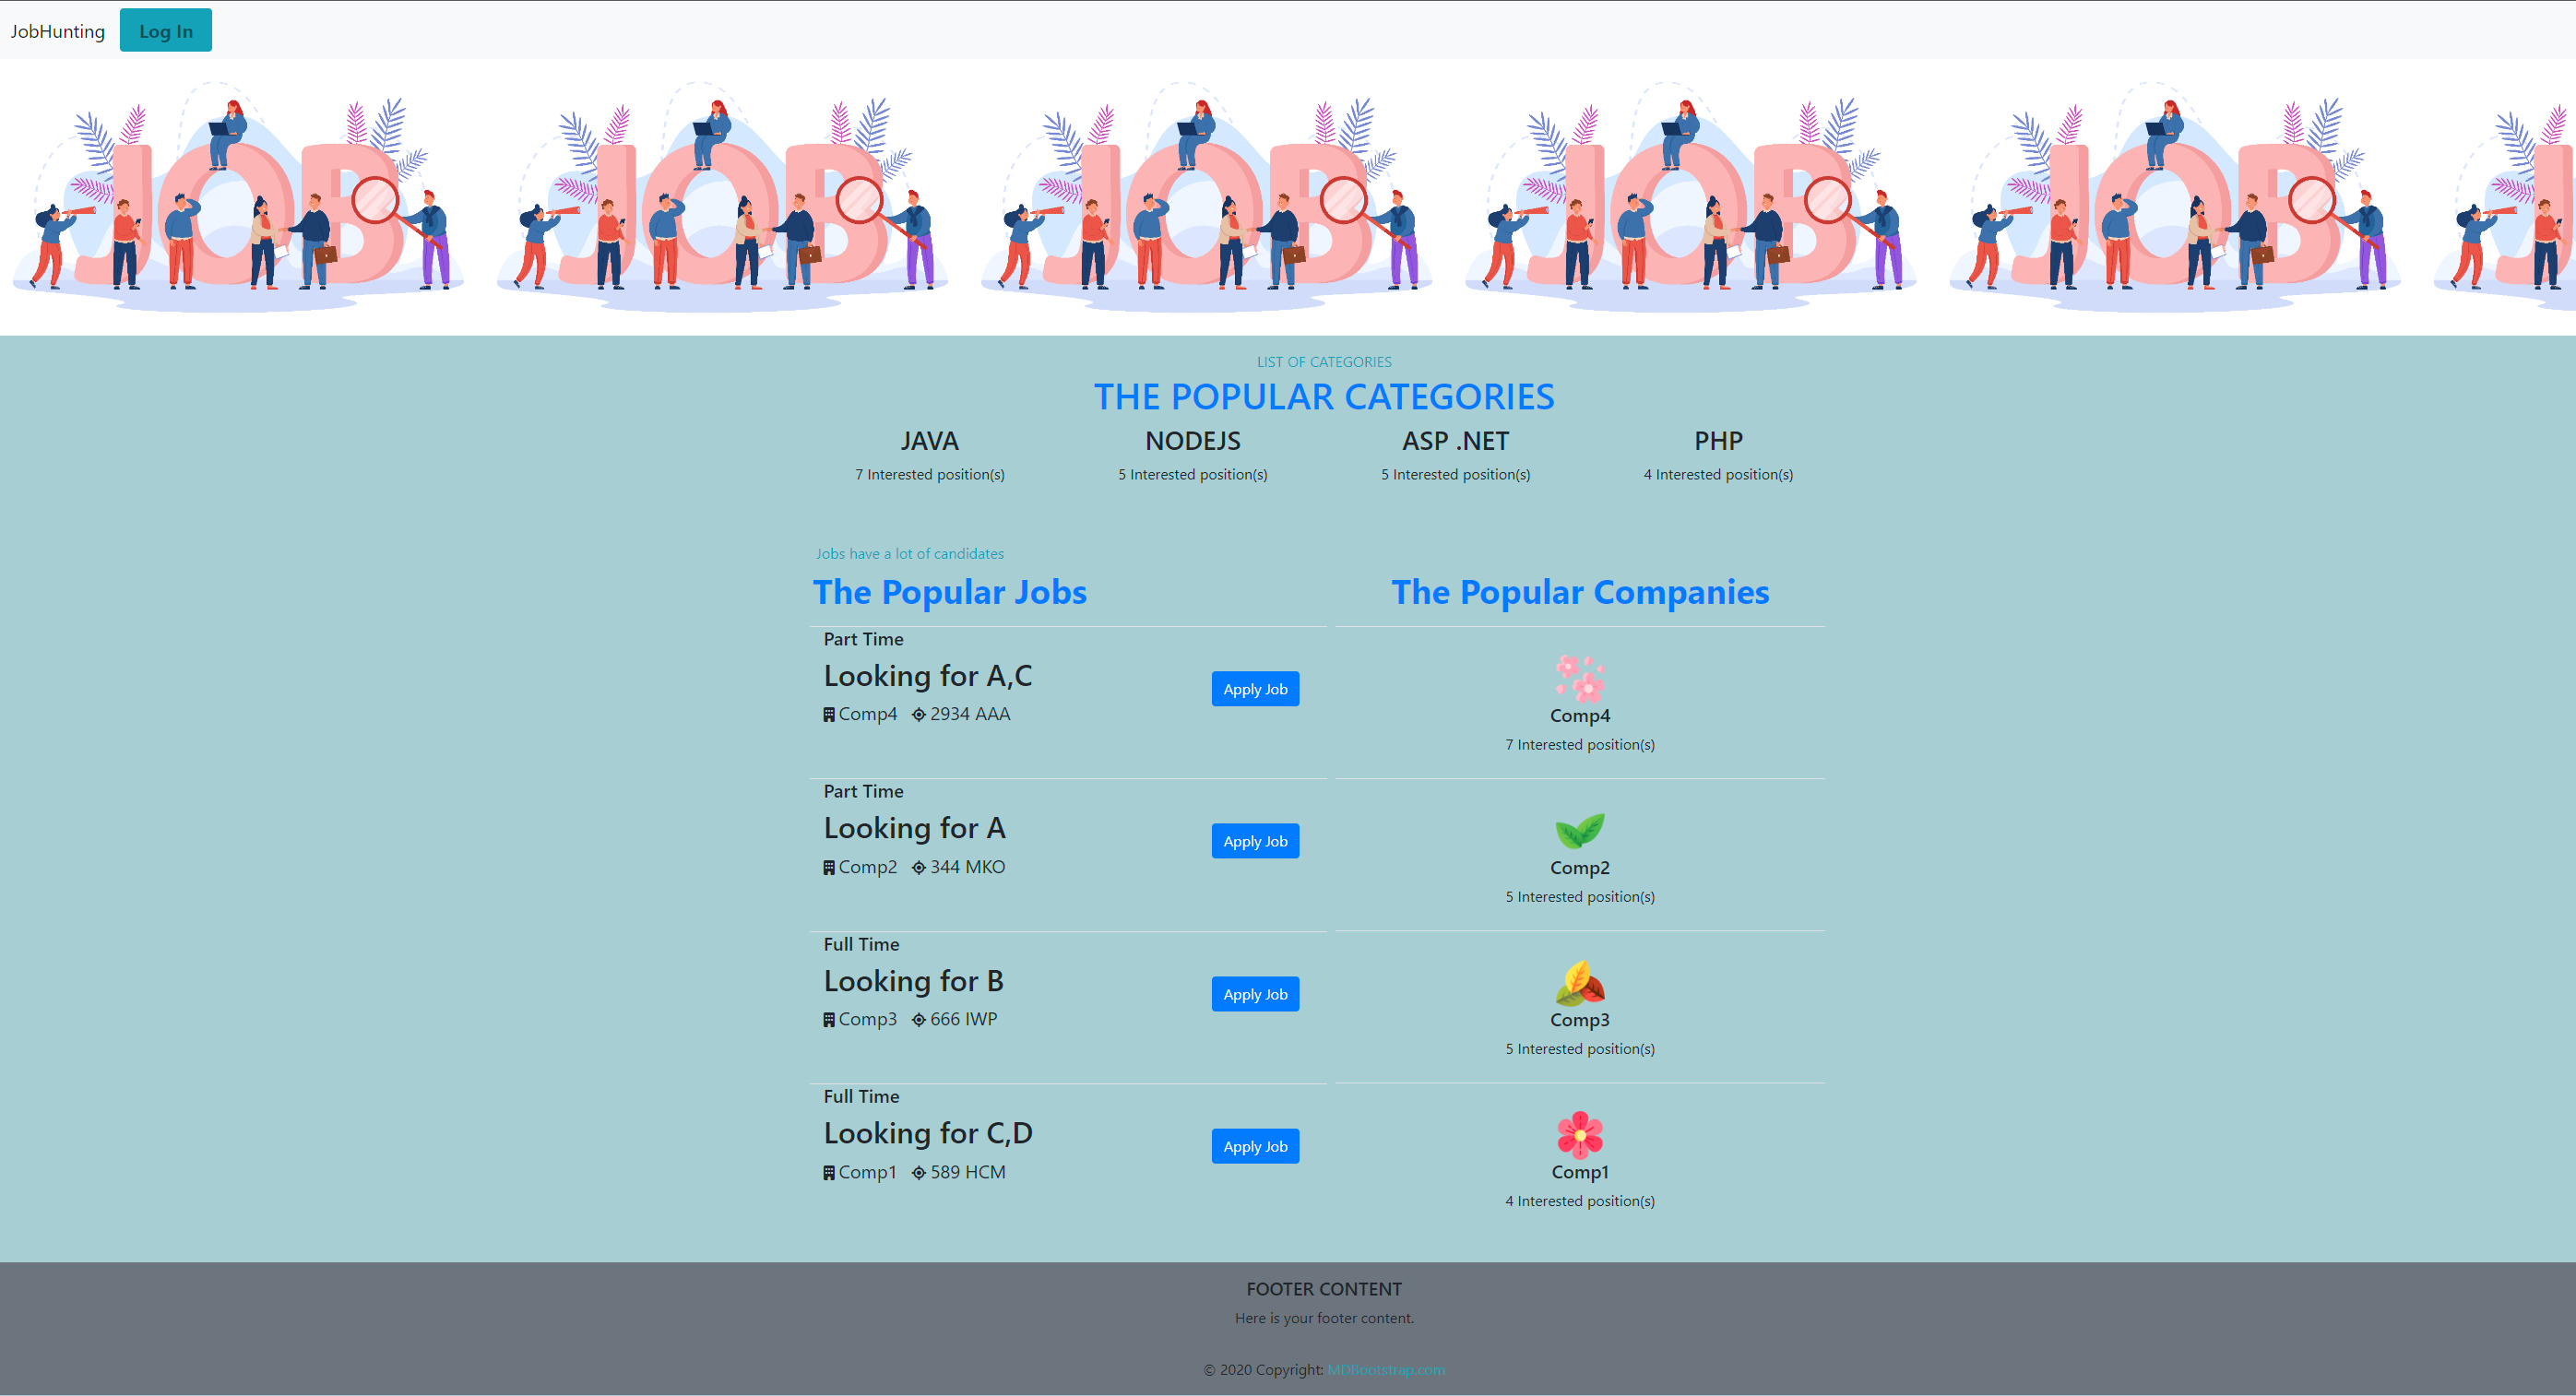 JobHunting Log In
JOB JOB JOB JOB JOB J
LIST OF CATEGORIES
THE POPULAR CATEGORIES
JAVA NODEJS ASP .NET PHP
7 Interested position(s) 5 Interested position(s) 5 Interested position(s) 4 Interested position(s)
Jobs have a lot of candidates
The Popular Jobs
Part Time
Looking for A,C
Comp4 2934 AAA
Apply Job
Part Time
Looking for A
Comp2 344 MKO
Apply Job
Full Time
Looking for B
Comp3 666 IWP
Apply Job
Full Time
Looking for C,D
Comp1 589 HCM
Apply Job
The Popular Companies
Comp4
7 Interested position(s)
Comp2
5 Interested position(s)
Comp3
5 Interested position(s)
Comp1
4 Interested position(s)
FOOTER CONTENT
Here is your footer content.
© 2020 Copyright: MDBootstrap.com